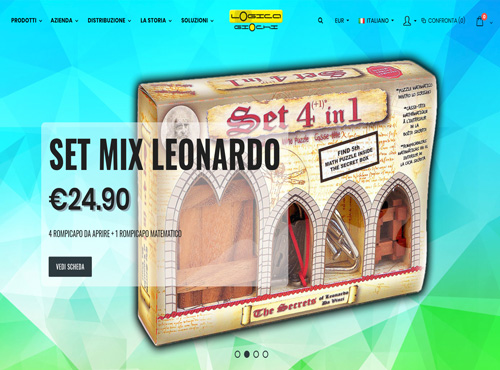 PRODOTTI AZIENDA DISTRIBUZIONE LA STORIA SOLUZIONI
LOGICA
GIOCHI
EUR ITALIANO CONFRONTA (0) 0
SET MIX LEONARDO
€24.90
4 ROMPICAPO DA APRIRE + 1 ROMPICAPO MATEMATICO
VEDI SCHEDA
Set 4 (+1)* in 1
FIND 5th
MATH PUZZLE INSIDE
THE SECRET BOX
The Secrets of Leonardo Da Vinci